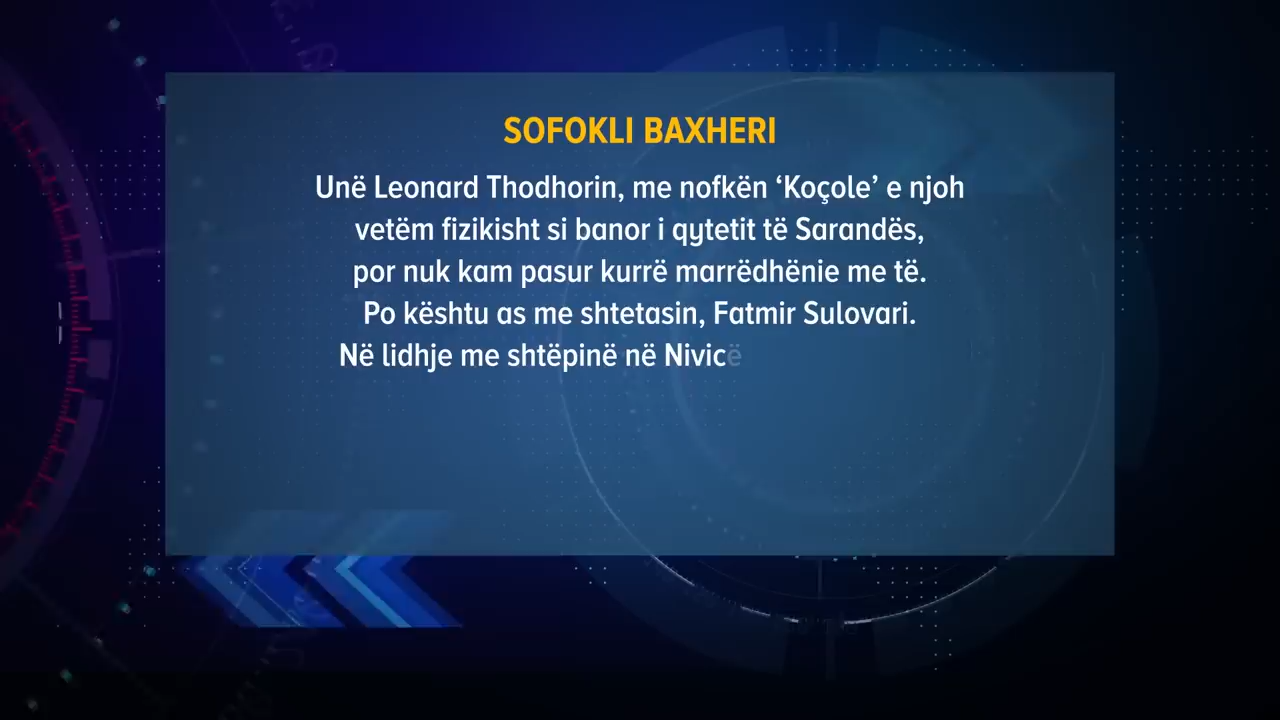 SOFOKLI BAXHERI
Unë Leonard Thodhorin, me nofkën ‘Koçole’ e njoh
vetëm fizikisht si banor i qytetit të Sarandës,
por nuk kam pasur kurrë marrëdhënie me të.
Po kështu as me shtetasin, Fatmir Sulovari.
Në lidhje me shtëpinë në Nivicë